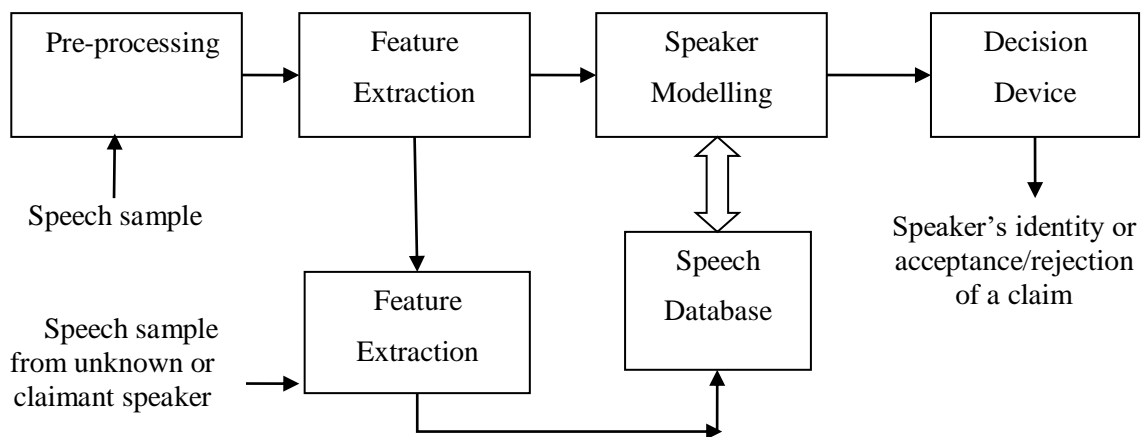 Pre-processing
Feature
Extraction
Speaker
Modelling
Decision
Device
Speech sample
Speaker’s identity or
acceptance/rejection
of a claim
Feature
Extraction
Speech
Database
Speech sample
from unknown or
claimant speaker